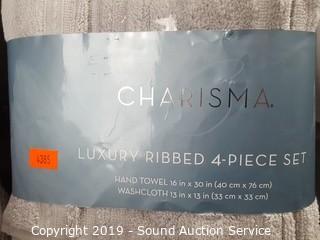 CHARISMA.
4385
LUXURY RIBBED 4-PIECE SET
HAND TOWEL 16 in x 30 in (40 cm x 76 cm)
WASHCLOTH 13 in x 13 in (33 cm x 33 cm)
Copyright 2019 - Sound Auction Service